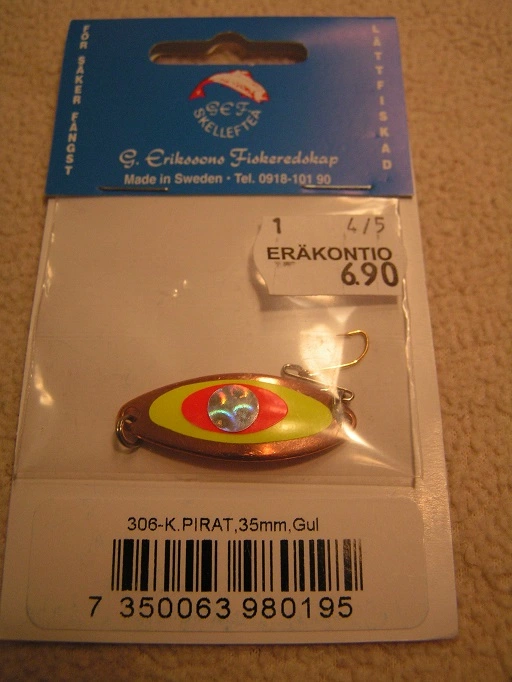 FÖR SÄKER FÅNGST
LÄTTFISKAD
GEF
SKELLEFTEÅ
G. Erikssons Fiskeredskap
Made in Sweden • Tel. 0918-101 90
1 4/5
ERÄKONTIO
6.90
306-K.PIRAT,35mm,Gul
7 350063 980195